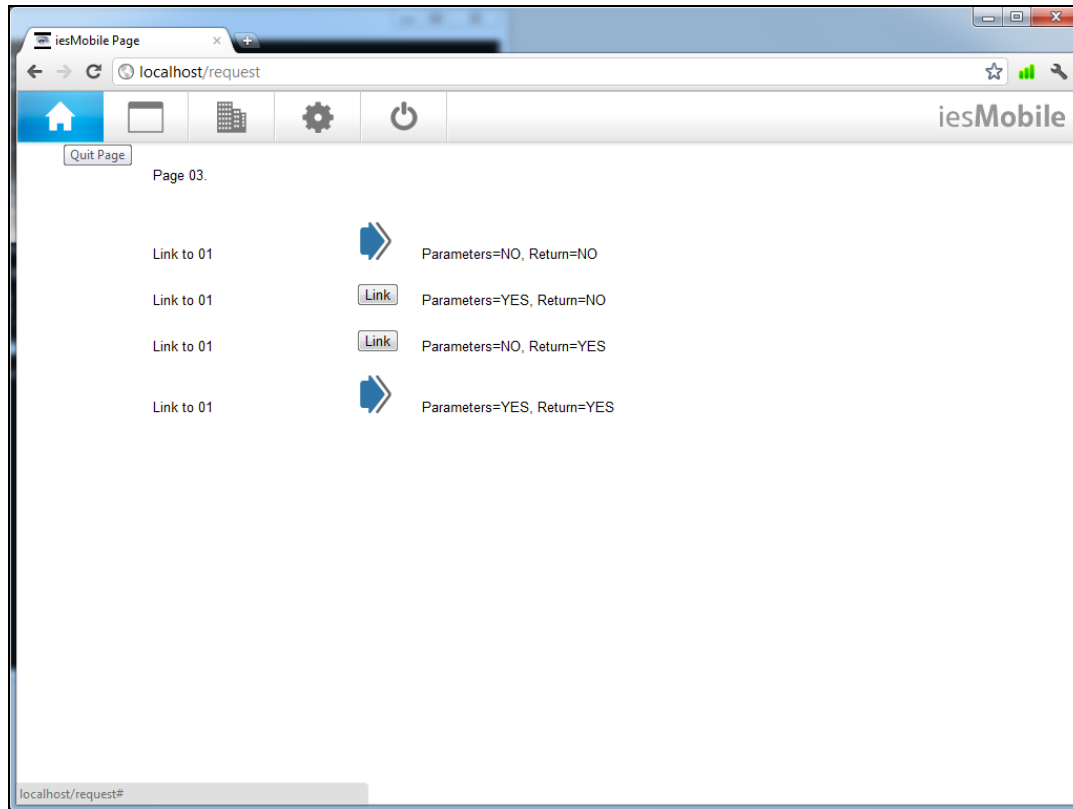 iesMobile Page
localhost/request
iesMobile
Quit Page
Page 03.
Link to 01 Parameters=NO, Return=NO
Link to 01 Link Parameters=YES, Return=NO
Link to 01 Link Parameters=NO, Return=YES
Link to 01 Parameters=YES, Return=YES
localhost/request#